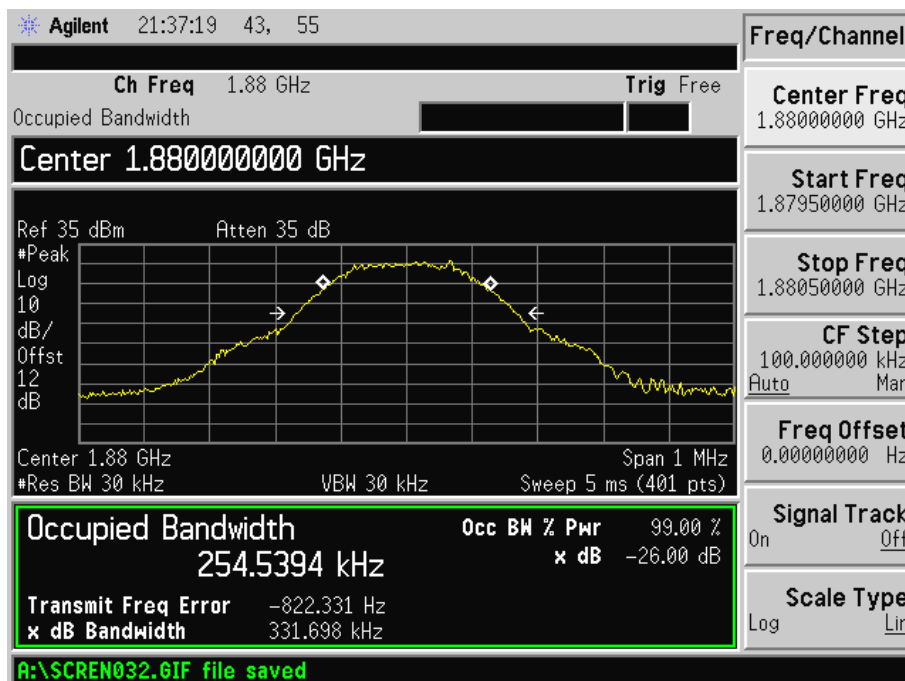 Agilent 21:37:19 43, 55
Freq/Channel
Ch Freq 1.88 GHz Trig Free
Occupied Bandwidth
Center 1.880000000 GHz
Ref 35 dBm Atten 35 dB
#Peak
Log
10
dB/
Offst
12
dB
Center 1.88 GHz Span 1 MHz
#Res BW 30 kHz VBW 30 kHz Sweep 5 ms (401 pts)
Occupied Bandwidth
254.5394 kHz
Occ BW % Pwr 99.00 %
x dB -26.00 dB
Transmit Freq Error -822.331 Hz
x dB Bandwidth 331.698 kHz
A:\SCREN032.GIF file saved
Center Freq
1.88000000 GHz
Start Freq
1.87950000 GHz
Stop Freq
1.88050000 GHz
CF Step
100.000000 kHz
Auto Man
Freq Offset
0.00000000 Hz
Signal Track
On Off
Scale Type
Log Lin